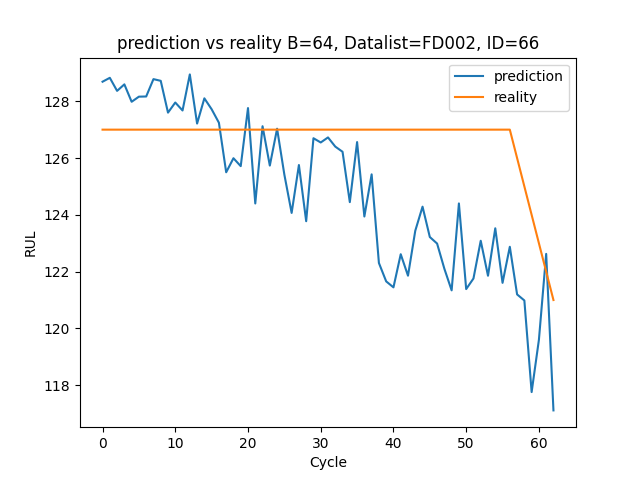 prediction vs reality B=64, Datalist=FD002, ID=66
prediction
reality
128
126
124
122
120
118
RUL
0 10 20 30 40 50 60
Cycle